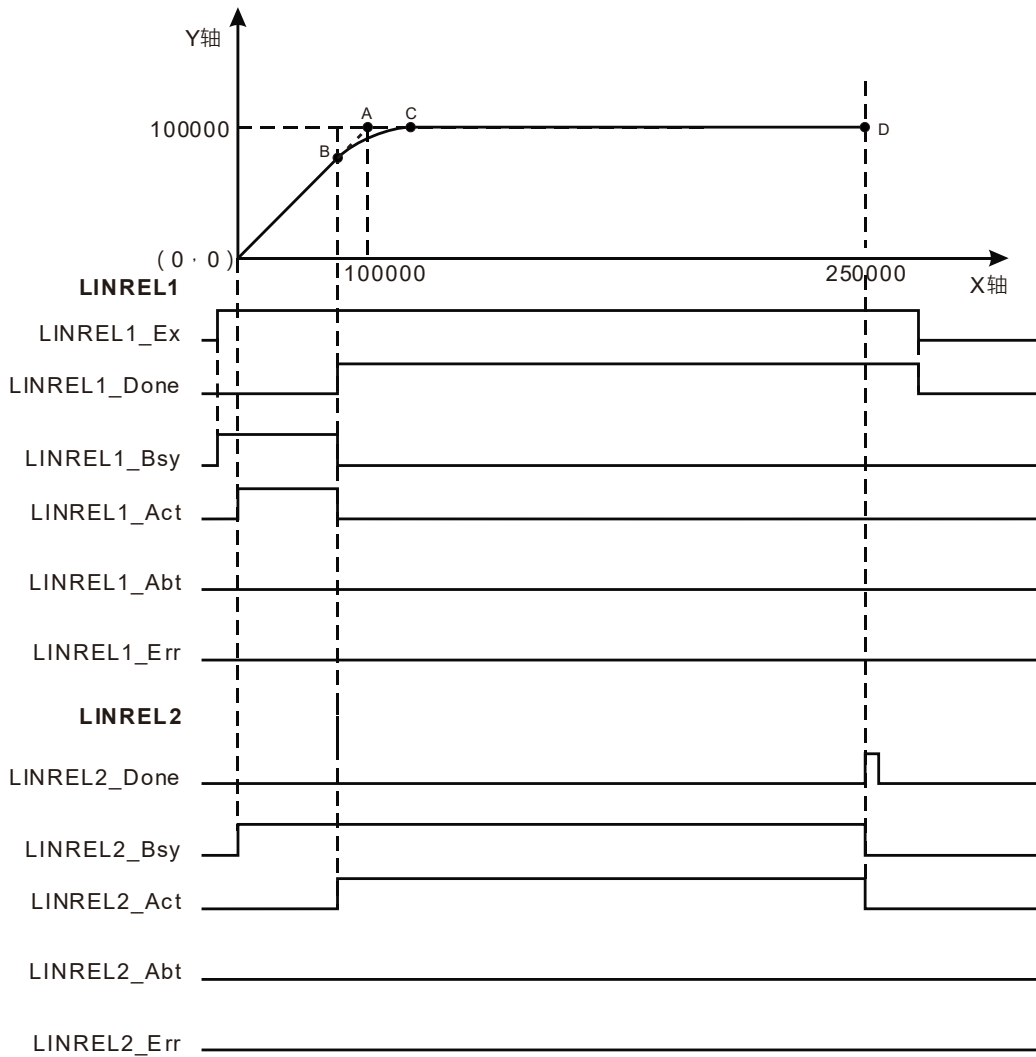 Y轴
A
C
100000
B
D
(0,0)
100000
250000
X轴
LINREL1
LINREL1_Ex
LINREL1_Done
LINREL1_Bsy
LINREL1_Act
LINREL1_Abt
LINREL1_Err
LINREL2
LINREL2_Done
LINREL2_Bsy
LINREL2_Act
LINREL2_Abt
LINREL2_Err